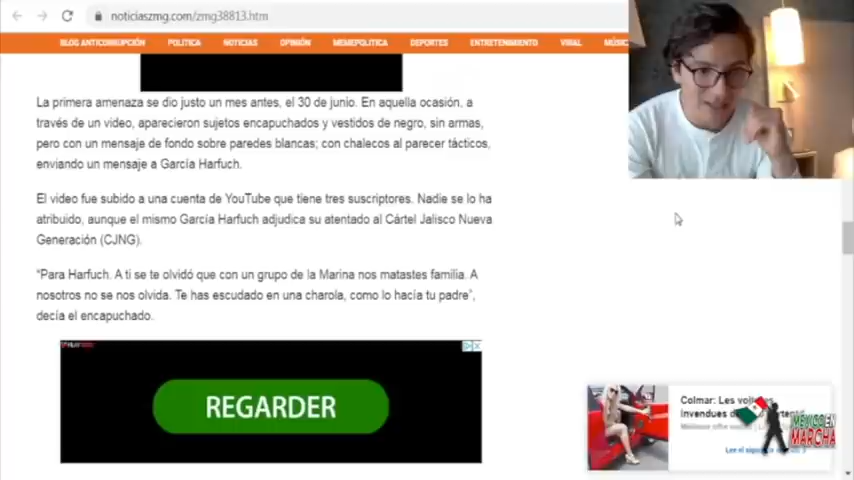 noticiaszmg.com/zmg38813.htm
BLOG ANTICORRUPCIÓN POLITICA NOTICIAS OPINIÓN MEMEPOLITICA DEPORTES ENTRETENIMIENTO VIRAL MÚSIC
La primera amenaza se dio justo un mes antes, el 30 de junio. En aquella ocasión, a
través de un video, aparecieron sujetos encapuchados y vestidos de negro, sin armas,
pero con un mensaje de fondo sobre paredes blancas; con chalecos al parecer tácticos,
enviando un mensaje a García Harfuch.
El video fue subido a una cuenta de YouTube que tiene tres suscriptores. Nadie se lo ha
atribuido, aunque el mismo García Harfuch adjudica su atentado al Cártel Jalisco Nueva
Generación (CJNG).
“Para Harfuch. A ti se te olvidó que con un grupo de la Marina nos matastes familia. A
nosotros no se nos olvida. Te has escudado en una charola, como lo hacía tu padre”,
decía el encapuchado.
REGARDER
Colmar: Les
invendues
MÉXICO EN
MARCHA